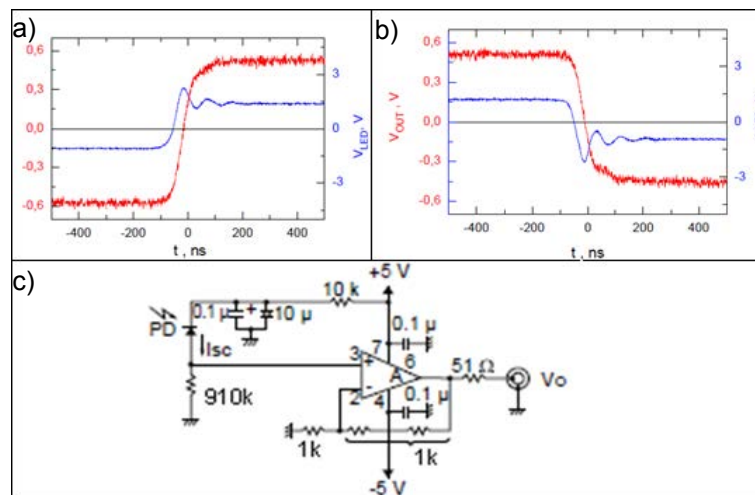 a)
0,6
0,3
0,0
-0,3
-0,6
3
0
-3
V_LED, V
-400 -200 0 200 400
t , ns
b)
0,6
0,3
0,0
-0,3
-0,6
V_OUT, V
3
0
-3
-400 -200 0 200 400
t , ns
c)
+5 V
10 k
0.1 μ
+
10 μ
0.1 μ
PD
Isc
7
3
+
6
A
51 Ω
Vo
-
2
4
0.1 μ
910k
1k
1k
-5 V